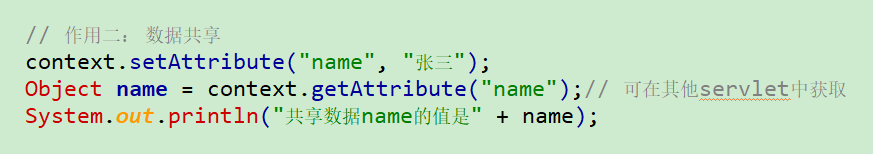 // 作用二： 数据共享
context.setAttribute("name", "张三");
Object name = context.getAttribute("name");// 可在其他servlet中获取
System.out.println("共享数据name的值是" + name);